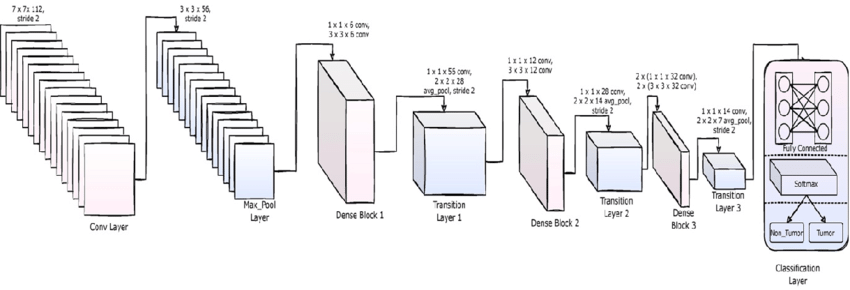 7 x 7x 112,
stride 2
3 x 3 x 56,
stride 2
1 x 1 x 6 conv,
3 x 3 x 6 conv
1 x 1 x 56 conv,
2 x 2 x 28
avg_pool, stride 2
1 x 1 x 12 conv,
3 x 3 x 12 conv
1 x 1 x 28 conv,
2 x 2 x 14 avg_pool,
stride 2
2 x (1 x 1 x 32 conv).
2 x (3 x 3 x 32 conv)
1 x 1 x 14 conv,
2 x 2 x 7 avg_pool,
stride 2
Conv Layer
Max_Pool
Layer
Dense Block 1
Transition
Layer 1
Dense Block 2
Transition
Layer 2
Dense
Block 3
Transition
Layer 3
Fully Connected
Softmax
Non_Tumor
Tumor
Classification
Layer